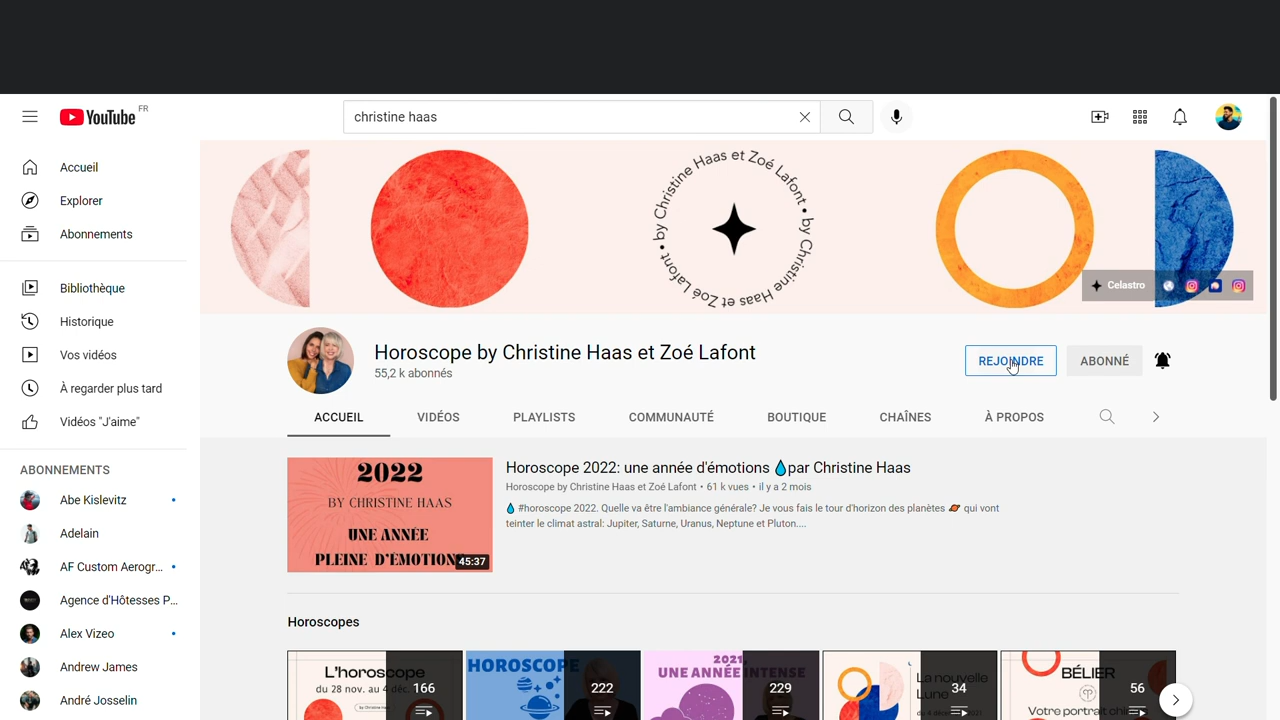 YouTube FR
christine haas
Accueil
Explorer
Abonnements
Bibliothèque
Historique
Vos vidéos
À regarder plus tard
Vidéos "J'aime"
ABONNEMENTS
Abe Kislevitz
Adelain
AF Custom Aerogr...
Agence d'Hôtesses P...
Alex Vizeo
Andrew James
André Josselin
by Christine Haas et Zoé Lafont • by Christine Haas et Zoé Lafont •
Celastro
Horoscope by Christine Haas et Zoé Lafont
55,2 k abonnés
REJOINDRE
ABONNÉ
ACCUEIL
VIDÉOS
PLAYLISTS
COMMUNAUTÉ
BOUTIQUE
CHAÎNES
À PROPOS
2022
BY CHRISTINE HAAS
UNE ANNÉE
PLEINE D'ÉMOTION
45:37
Horoscope 2022: une année d'émotions 💧par Christine Haas
Horoscope by Christine Haas et Zoé Lafont • 61 k vues • il y a 2 mois
💧 #horoscope 2022. Quelle va être l'ambiance générale? Je vous fais le tour d'horizon des planètes 🪐 qui vont
teinter le climat astral: Jupiter, Saturne, Uranus, Neptune et Pluton....
Horoscopes
L'horoscope
du 28 nov. au 4 déc.
166
HOROSCOPE
222
2021,
UNE ANNÉE INTENSE
229
La nouvelle
Lune
34
BÉLIER
Votre portrait
56